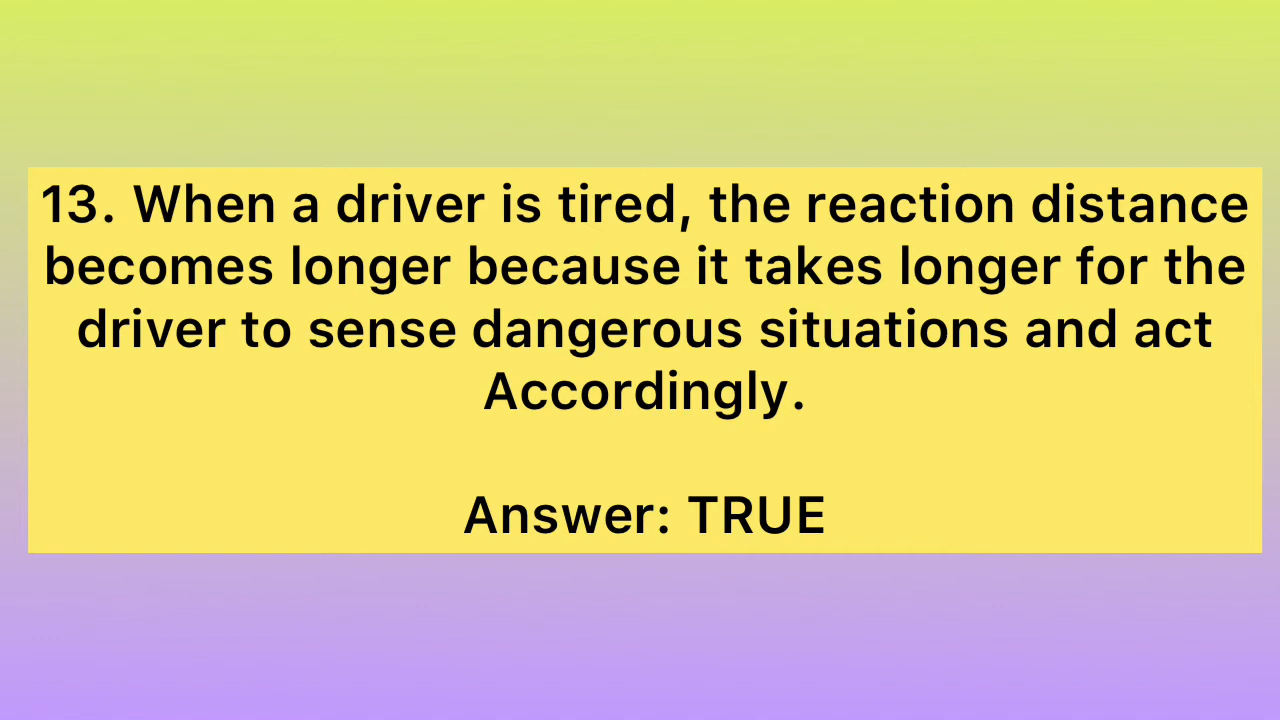 13. When a driver is tired, the reaction distance
becomes longer because it takes longer for the
driver to sense dangerous situations and act
Accordingly.
Answer: TRUE